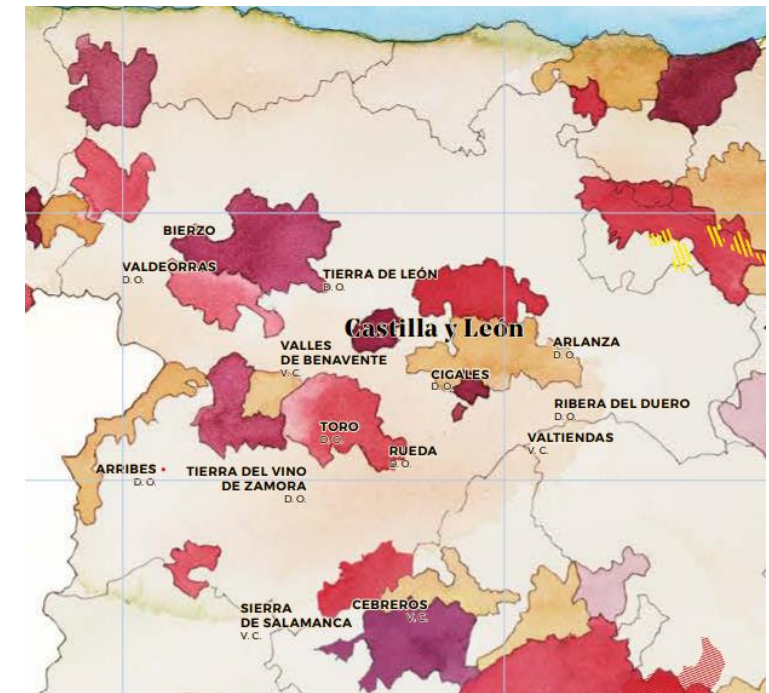 BIERZO
VALDEORRAS
D. O.
TIERRA DE LEÓN
D. O.
Castilla y León
VALLES
DE BENAVENTE
V. C.
ARLANZA
D. O.
CIGALES
D. O.
RIBERA DEL DUERO
D. O.
TORO
D. O.
VALTIENDAS
V. C.
RUEDA
D. O.
ARRIBES
D. O.
TIERRA DEL VINO
DE ZAMORA
D. O.
SIERRA
DE SALAMANCA
V. C.
CEBREROS
V. C.